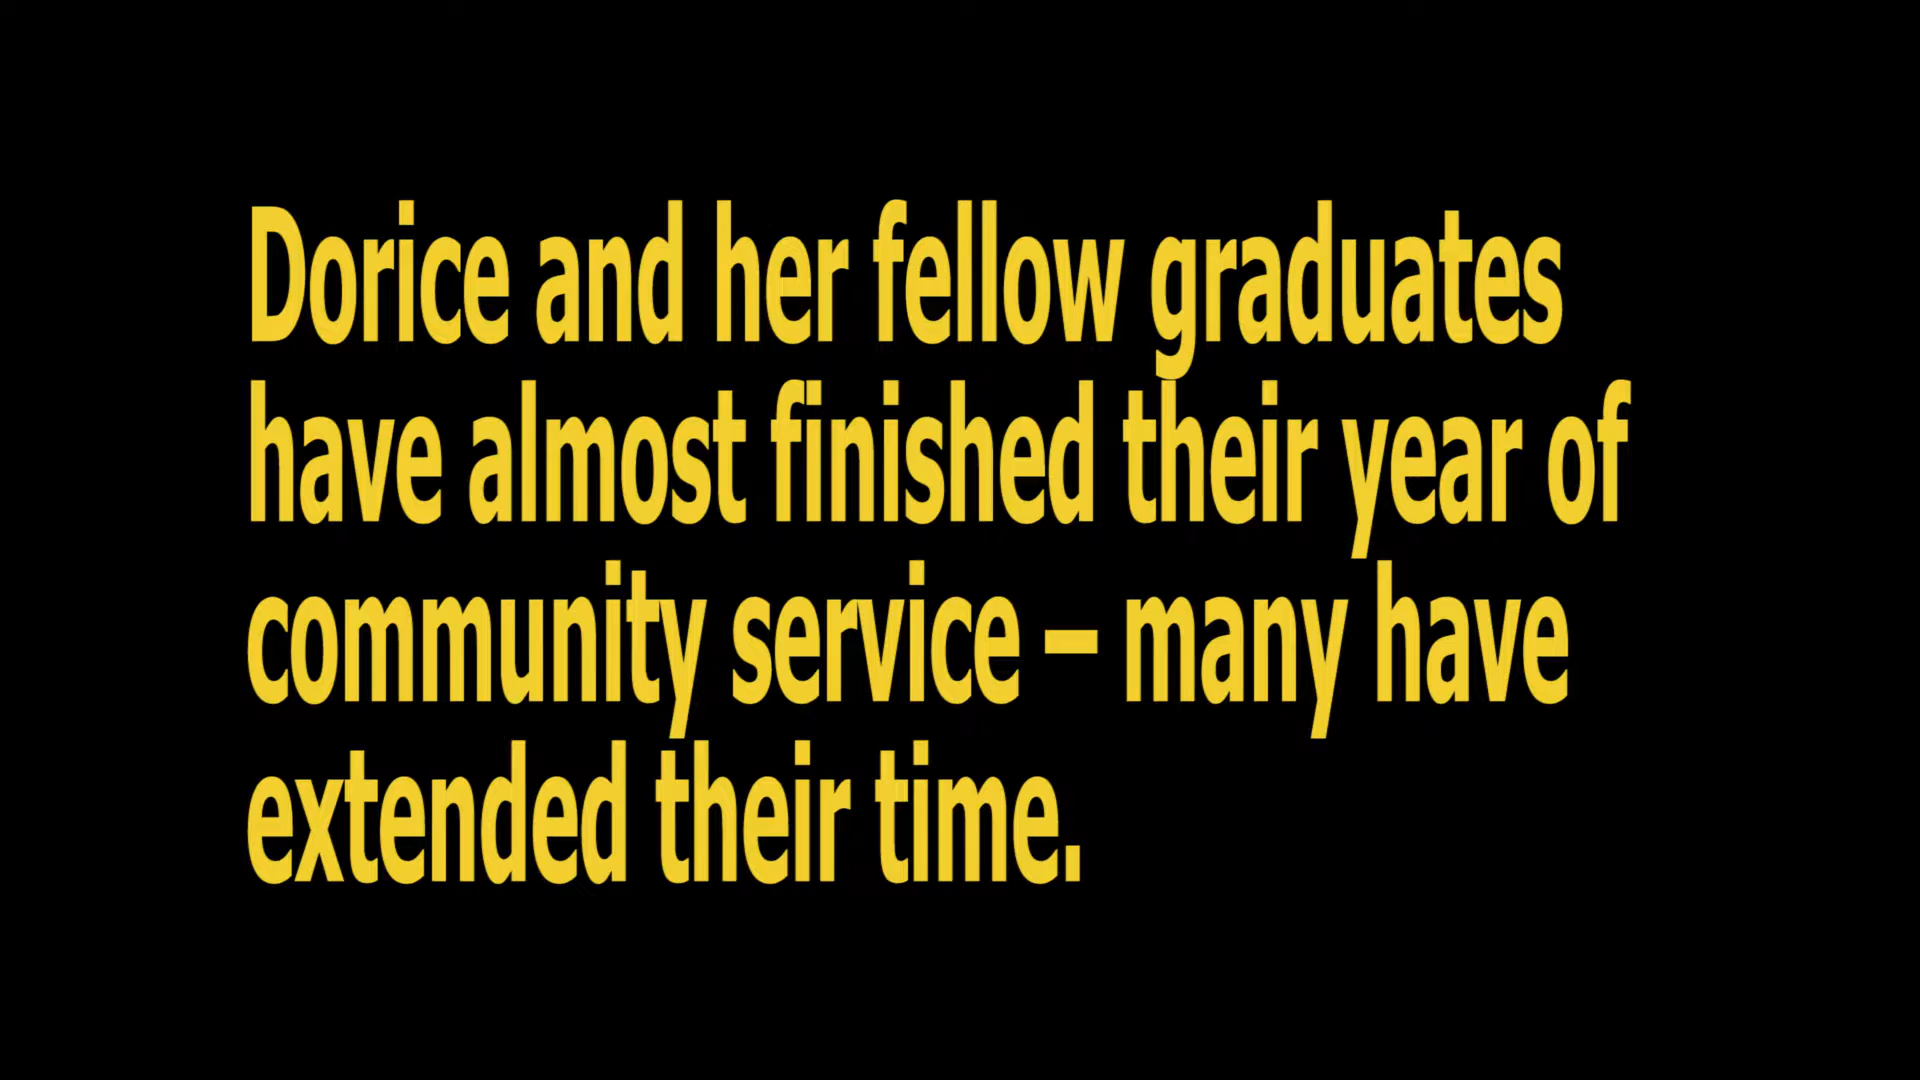 Dorice and her fellow graduates
have almost finished their year of
community service – many have
extended their time.